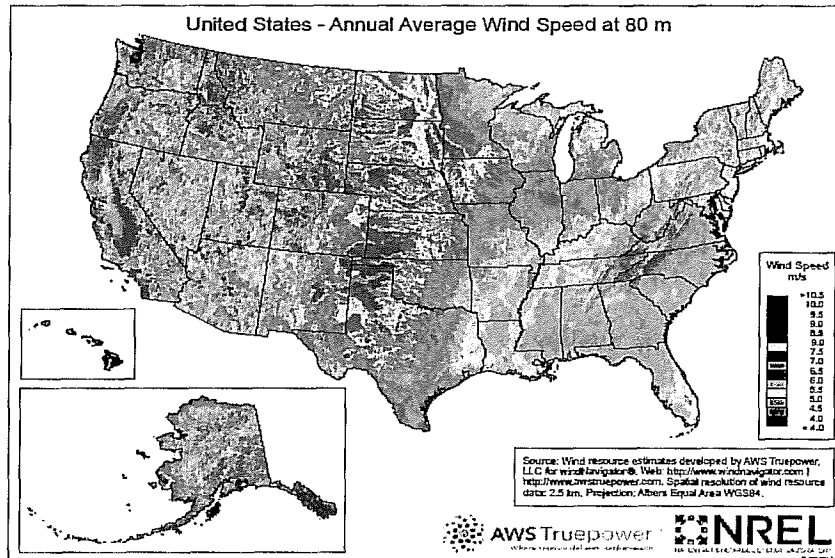 United States - Annual Average Wind Speed at 80 m
Wind Speed
m/s
>10.5
10.0
9.5
9.0
8.5
8.0
7.5
7.0
6.5
6.0
5.5
5.0
4.5
4.0
< 4.0
Source: Wind resource estimates developed by AWS Truepower,
LLC for windNavigator®. Web: http://www.windnavigator.com |
http://www.awstruepower.com. Spatial resolution of wind resource
data: 2.5 km. Projection: Albers Equal Area WGS84.
AWS Truepower
NREL